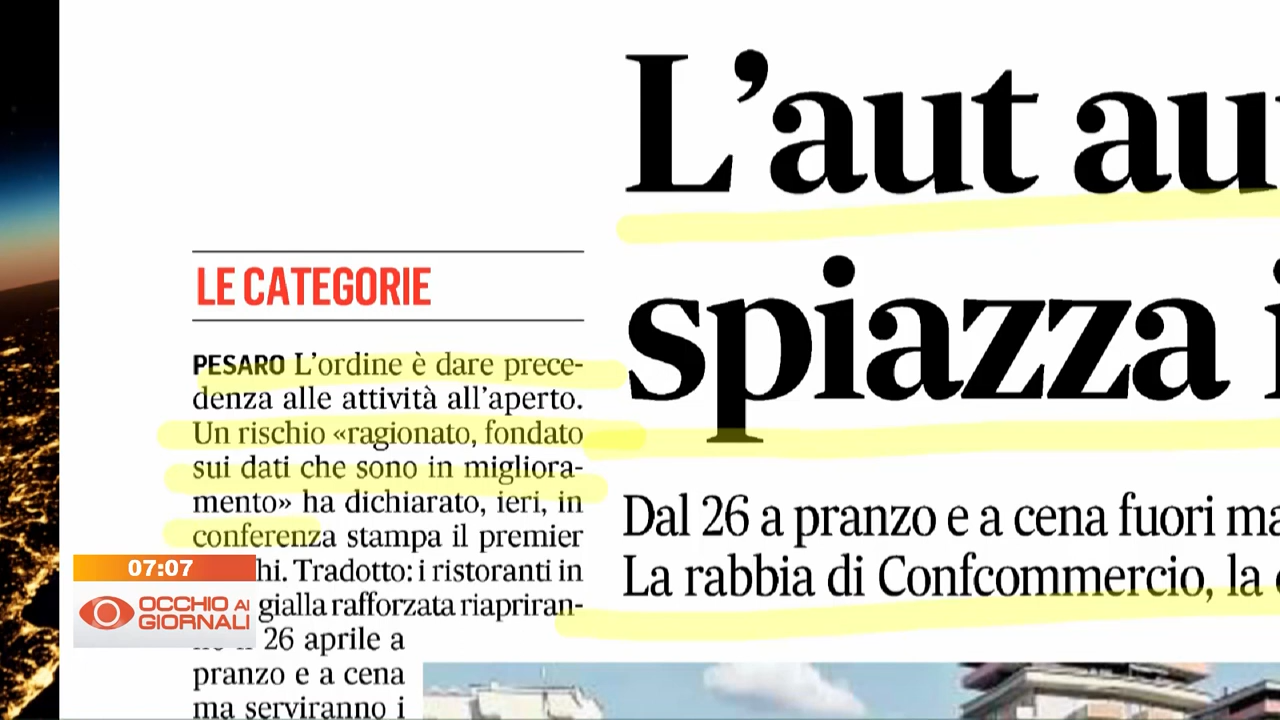 L'aut au
spiazza
LE CATEGORIE
PESARO L'ordine è dare prece-
denza alle attività all'aperto.
Un rischio «ragionato, fondato
sui dati che sono in migliora-
mento» ha dichiarato, ieri, in
conferenza stampa il premier
hi. Tradotto: i ristoranti in
gialla rafforzata riapriran-
26 aprile a
pranzo e a cena
ma serviranno i
Dal 26 a pranzo e a cena fuori ma
La rabbia di Confcommercio, la
07:07
OCCHIO AI
GIORNALI